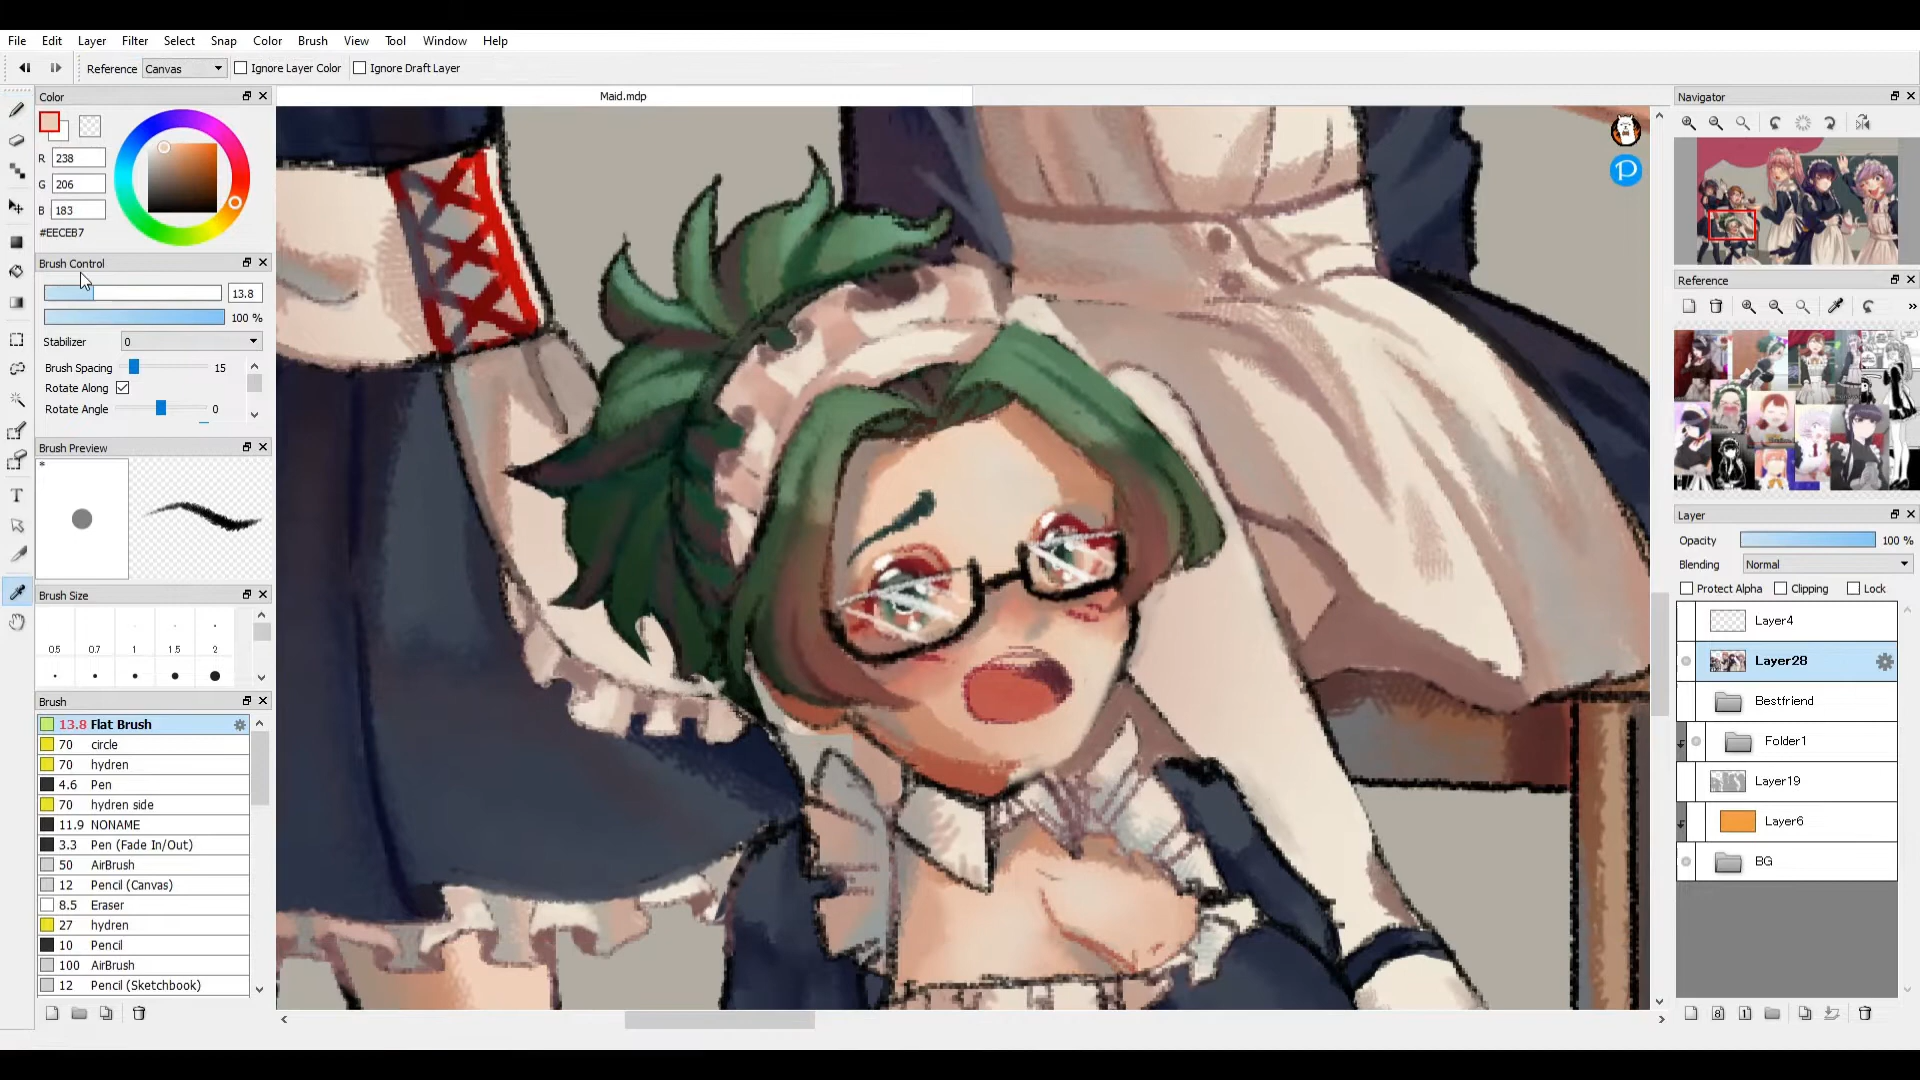 File Edit Layer Filter Select Snap Color Brush View Tool Window Help
Reference Canvas Ignore Layer Color Ignore Draft Layer
Color
Maid.mdp
R 238
G 206
B 183
#EECEB7
Brush Control
13.8
100 %
Stabilizer 0
Brush Spacing 15
Rotate Along
Rotate Angle 0
Brush Preview
*
Brush Size
0.5 0.7 1 1.5 2
Brush
13.8 Flat Brush
70 circle
70 hydren
4.6 Pen
70 hydren side
11.9 NONAME
3.3 Pen (Fade In/Out)
50 AirBrush
12 Pencil (Canvas)
8.5 Eraser
27 hydren
10 Pencil
100 AirBrush
12 Pencil (Sketchbook)
Navigator
Reference
»
Layer
Opacity 100 %
Blending Normal
Protect Alpha Clipping Lock
Layer4
Layer28
Bestfriend
Folder1
Layer19
Layer6
BG
8 1